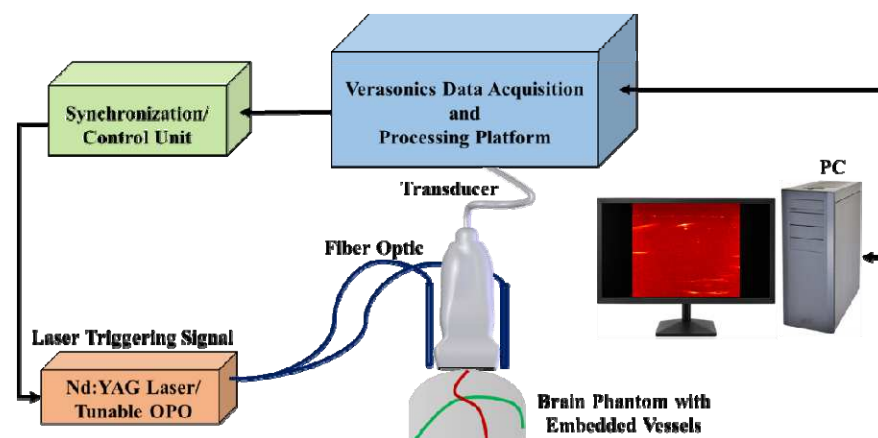 Verasonics Data Acquisition
and
Processing Platform
Synchronization/
Control Unit
PC
Transducer
Fiber Optic
Laser Triggering Signal
Nd:YAG Laser/
Tunable OPO
Brain Phantom with
Embedded Vessels